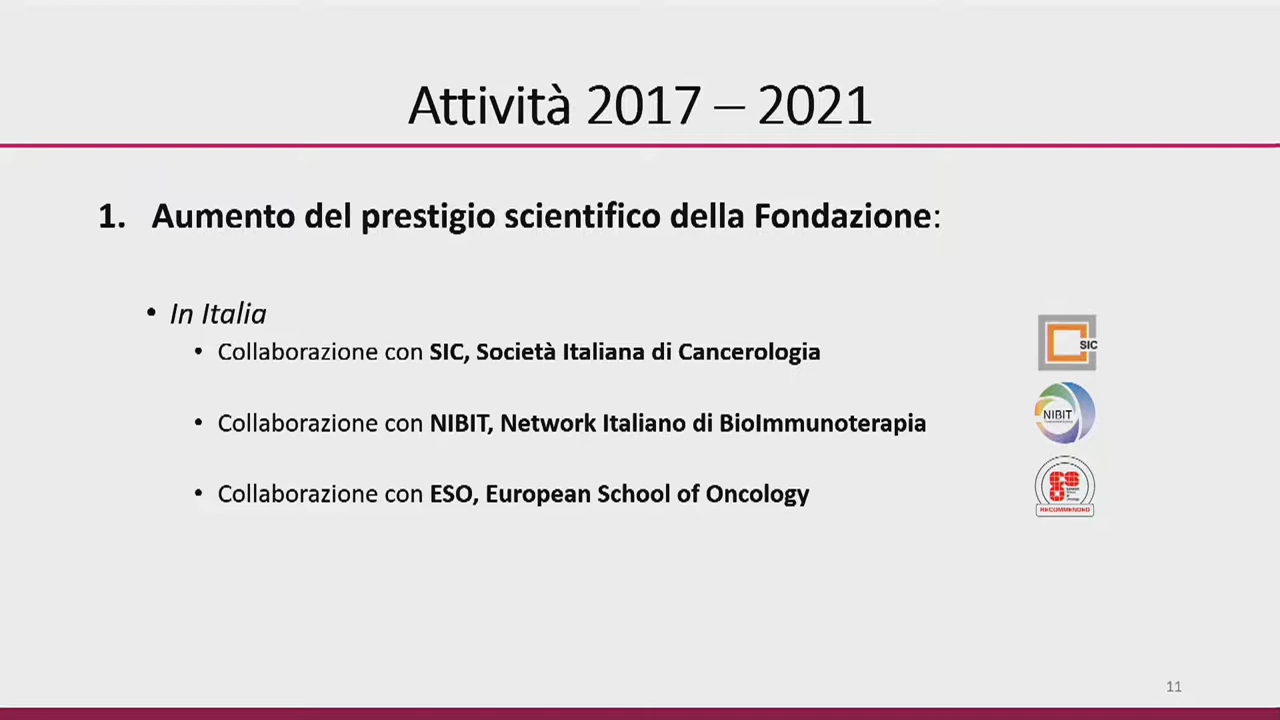 Attività 2017 – 2021
1. Aumento del prestigio scientifico della Fondazione:
• In Italia
• Collaborazione con SIC, Società Italiana di Cancerologia
SIC
• Collaborazione con NIBIT, Network Italiano di BioImmunoterapia
NIBIT
• Collaborazione con ESO, European School of Oncology
RECOMMENDED
11